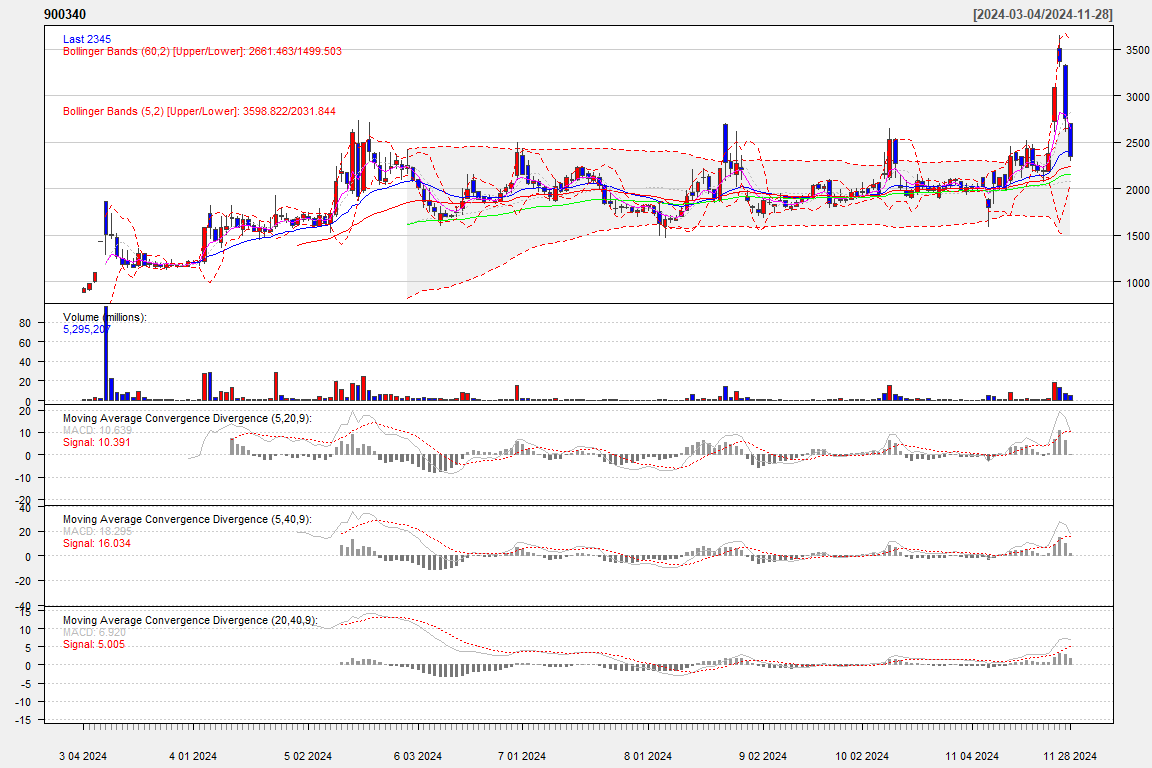 900340 [2024-03-04/2024-11-28]
Last 2345
Bollinger Bands (60,2) [Upper/Lower]: 2661.463/1499.503
Bollinger Bands (5,2) [Upper/Lower]: 3598.822/2031.844
3500
3000
2500
2000
1500
1000
Volume (millions):
5,295,207
80
60
40
20
0
Moving Average Convergence Divergence (5,20,9):
MACD: 10.639
Signal: 10.391
20
10
0
-10
-20
Moving Average Convergence Divergence (5,40,9):
MACD: 18.295
Signal: 16.034
40
20
0
-20
-40
Moving Average Convergence Divergence (20,40,9):
MACD: 6.920
Signal: 5.005
15
10
5
0
-5
-10
-15
3 04 2024 4 01 2024 5 02 2024 6 03 2024 7 01 2024 8 01 2024 9 02 2024 10 02 2024 11 04 2024 11 28 2024